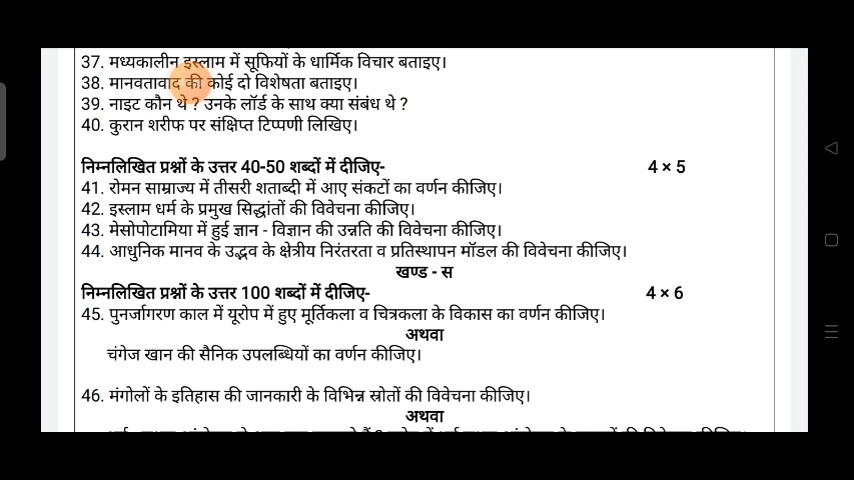 37. मध्यकालीन इस्लाम में सूफियों के धार्मिक विचार बताइए।
38. मानवतावाद की कोई दो विशेषता बताइए।
39. नाइट कौन थे ? उनके लॉर्ड के साथ क्या संबंध थे ?
40. कुरान शरीफ पर संक्षिप्त टिप्पणी लिखिए।
निम्नलिखित प्रश्नों के उत्तर 40-50 शब्दों में दीजिए- 4 × 5
41. रोमन साम्राज्य में तीसरी शताब्दी में आए संकटों का वर्णन कीजिए।
42. इस्लाम धर्म के प्रमुख सिद्धांतों की विवेचना कीजिए।
43. मेसोपोटामिया में हुई ज्ञान - विज्ञान की उन्नति की विवेचना कीजिए।
44. आधुनिक मानव के उद्भव के क्षेत्रीय निरंतरता व प्रतिस्थापन मॉडल की विवेचना कीजिए।
खण्ड - स
निम्नलिखित प्रश्नों के उत्तर 100 शब्दों में दीजिए- 4 × 6
45. पुनर्जागरण काल में यूरोप में हुए मूर्तिकला व चित्रकला के विकास का वर्णन कीजिए।
अथवा
चंगेज खान की सैनिक उपलब्धियों का वर्णन कीजिए।
46. मंगोलों के इतिहास की जानकारी के विभिन्न स्रोतों की विवेचना कीजिए।
अथवा